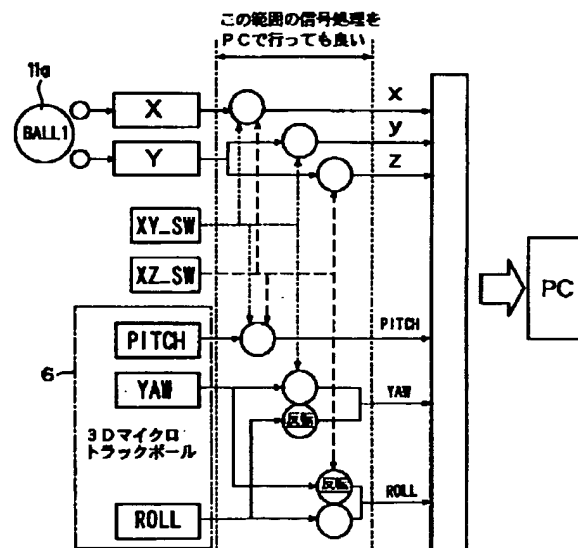 この範囲の信号処理を
PCで行っても良い
11a
BALL1
X
Y
x
y
z
XY_SW
XZ_SW
PC
6
PITCH
PITCH
YAW
YAW
反転
3Dマイクロ
トラックボール
反転
ROLL
ROLL